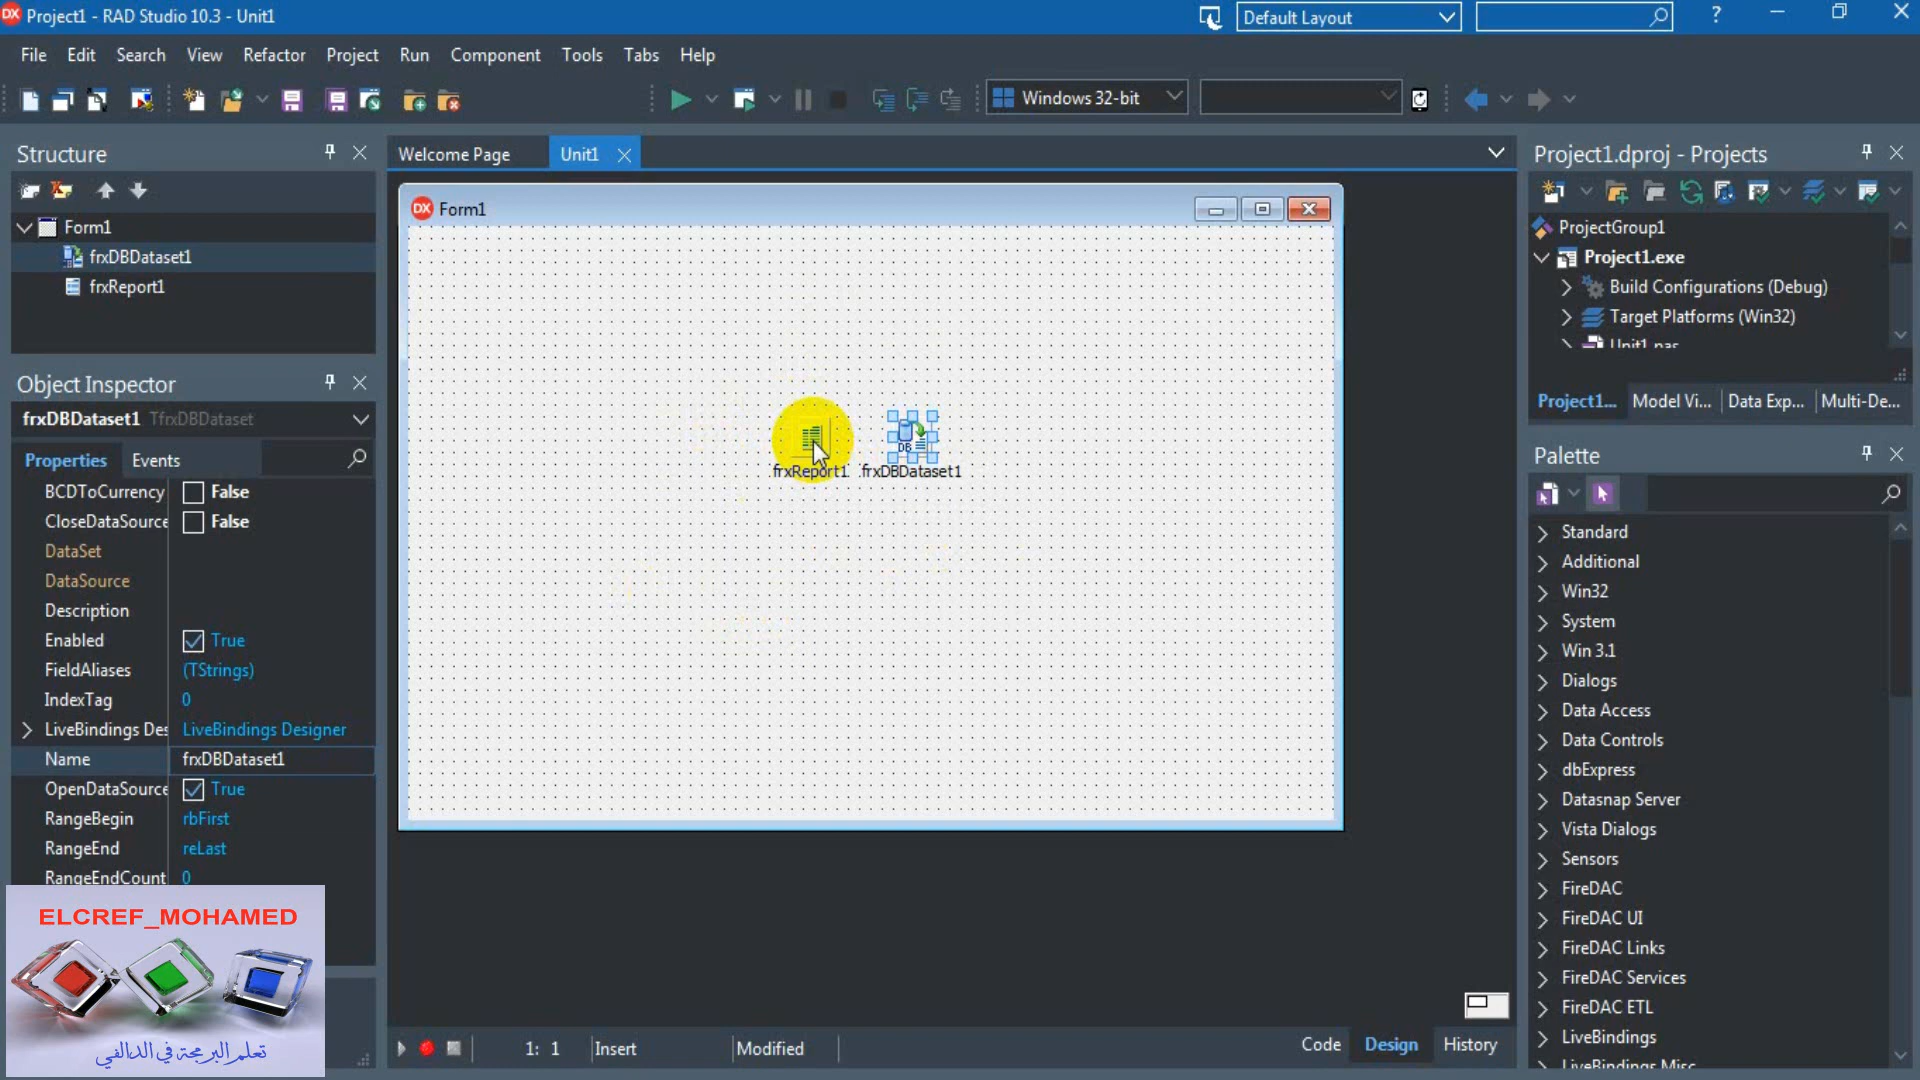 Project1 - RAD Studio 10.3 - Unit1
Default Layout
?
File Edit Search View Refactor Project Run Component Tools Tabs Help
Windows 32-bit
Structure
Form1
frxDBDataset1
frxReport1
Object Inspector
frxDBDataset1 TfrxDBDataset
Properties Events
BCDToCurrency False
CloseDataSource False
DataSet
DataSource
Description
Enabled True
FieldAliases (TStrings)
IndexTag 0
LiveBindings Des LiveBindings Designer
Name frxDBDataset1
OpenDataSource True
RangeBegin rbFirst
RangeEnd reLast
RangeEndCount 0
ELCREF_MOHAMED
تعلم البرمجة في الدالفي
Welcome Page Unit1
DX Form1
DB
frxReport1 frxDBDataset1
1: 1 Insert Modified
Code Design History
Project1.dproj - Projects
ProjectGroup1
Project1.exe
Build Configurations (Debug)
Target Platforms (Win32)
Unit1.pas
Project1... Model Vi... Data Exp... Multi-De...
Palette
Standard
Additional
Win32
System
Win 3.1
Dialogs
Data Access
Data Controls
dbExpress
Datasnap Server
Vista Dialogs
Sensors
FireDAC
FireDAC UI
FireDAC Links
FireDAC Services
FireDAC ETL
LiveBindings
LiveBindings Misc